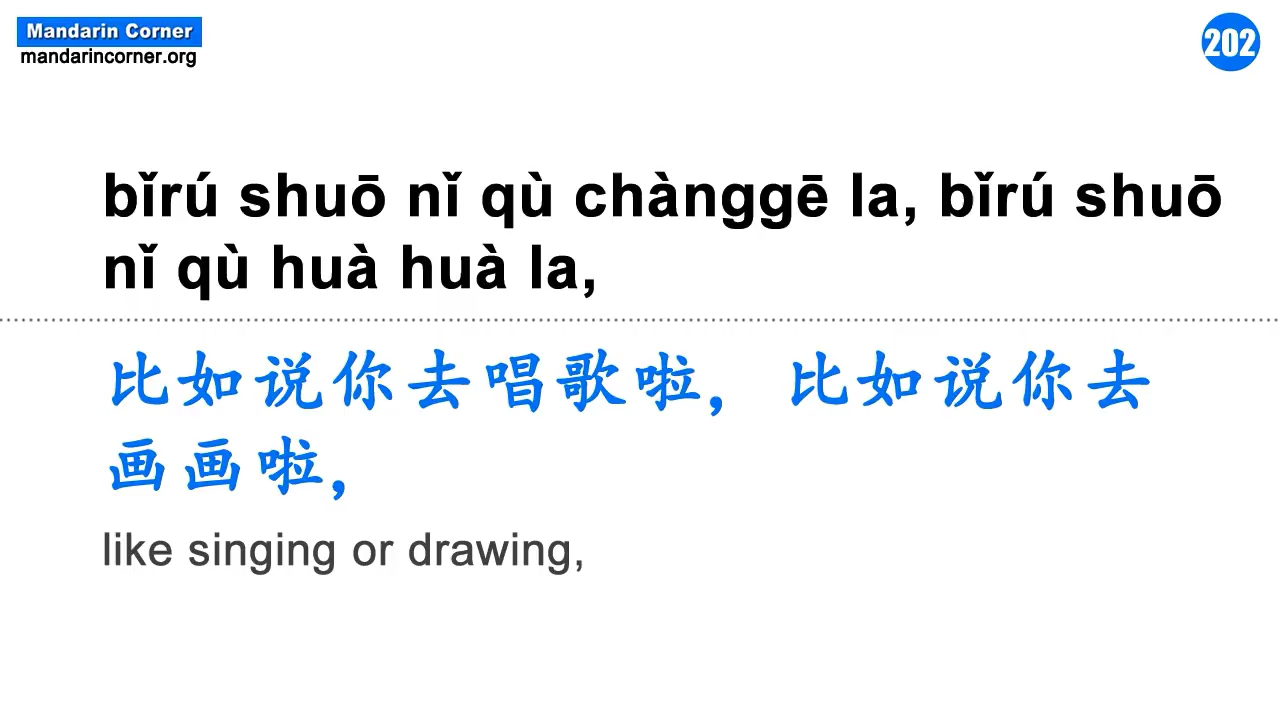 Mandarin Corner
mandarincorner.org
202
bǐrú shuō nǐ qù chànggē la, bǐrú shuō
nǐ qù huà huà la,
比如说你去唱歌啦，比如说你去
画画啦，
like singing or drawing,